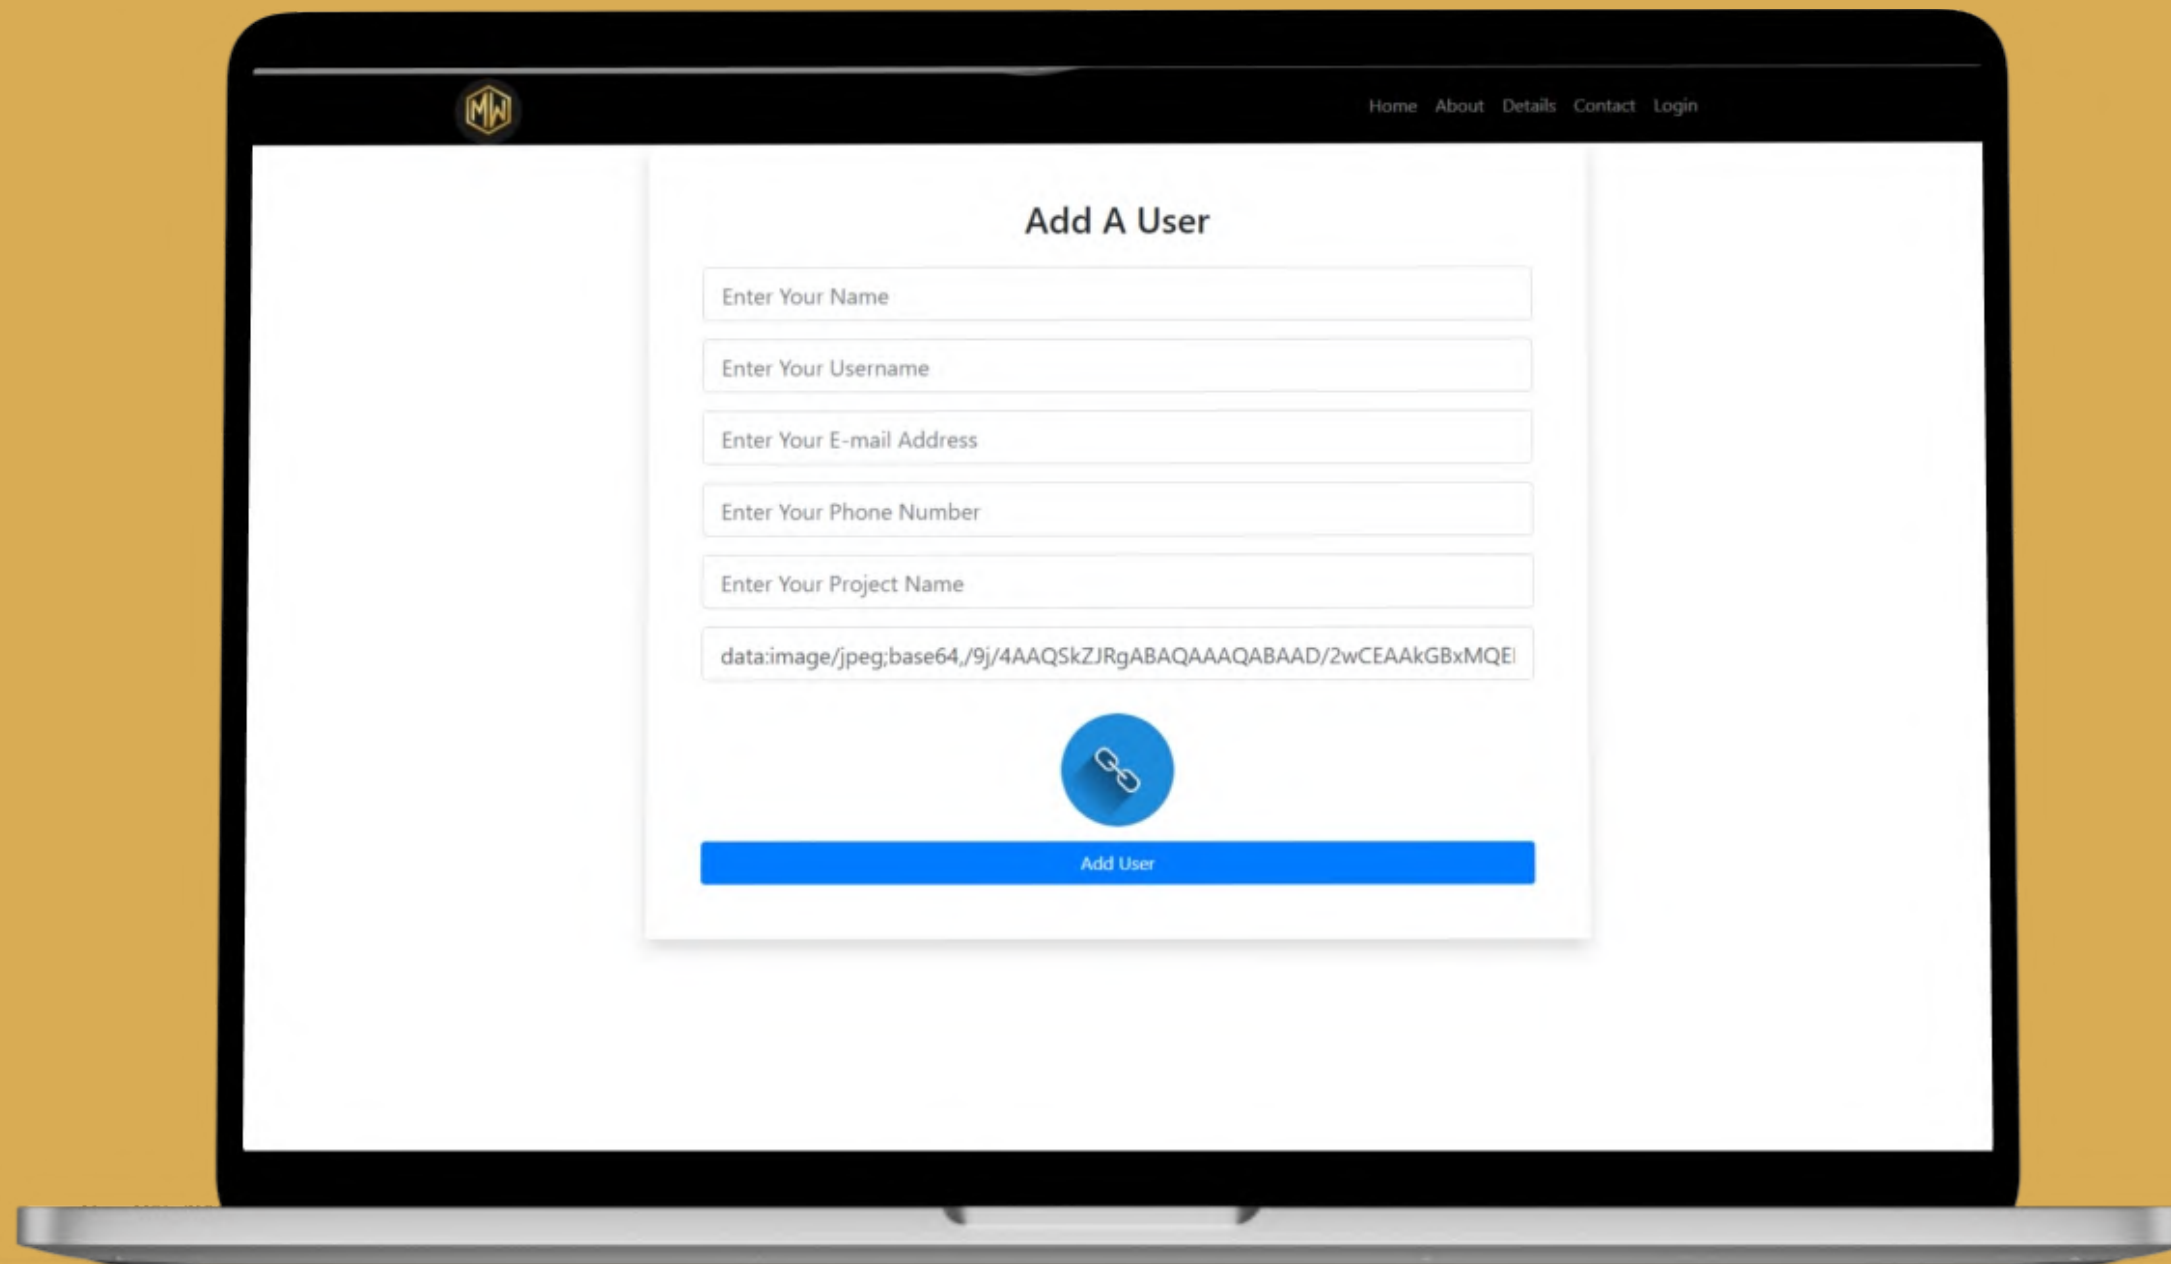 MW
Home About Details Contact Login
Add A User
Enter Your Name
Enter Your Username
Enter Your E-mail Address
Enter Your Phone Number
Enter Your Project Name
data:image/jpeg;base64,/9j/4AAQSkZJRgABAQAAAQABAAD/2wCEAAkGBxMQE
Add User